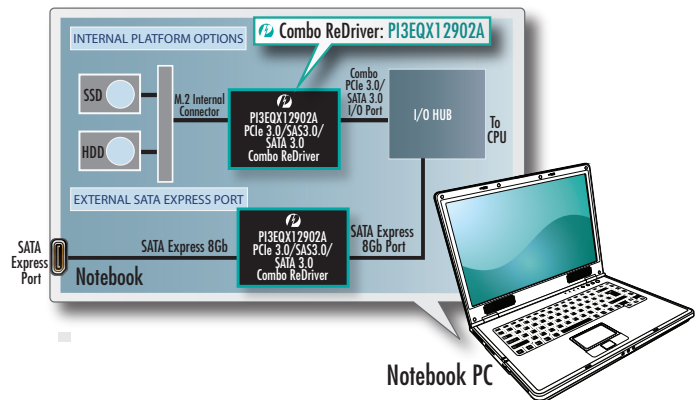 INTERNAL PLATFORM OPTIONS
Combo ReDriver: PI3EQX12902A
SSD
HDD
M.2 Internal
Connector
PI3EQX12902A
PCIe 3.0/SAS3.0/
SATA 3.0
Combo ReDriver
Combo
PCIe 3.0/
SATA 3.0
I/O Port
I/O HUB
To
CPU
EXTERNAL SATA EXPRESS PORT
SATA
Express
Port
SATA Express 8Gb
PI3EQX12902A
PCIe 3.0/SAS3.0/
SATA 3.0
Combo ReDriver
SATA Express
8Gb Port
Notebook
Notebook PC